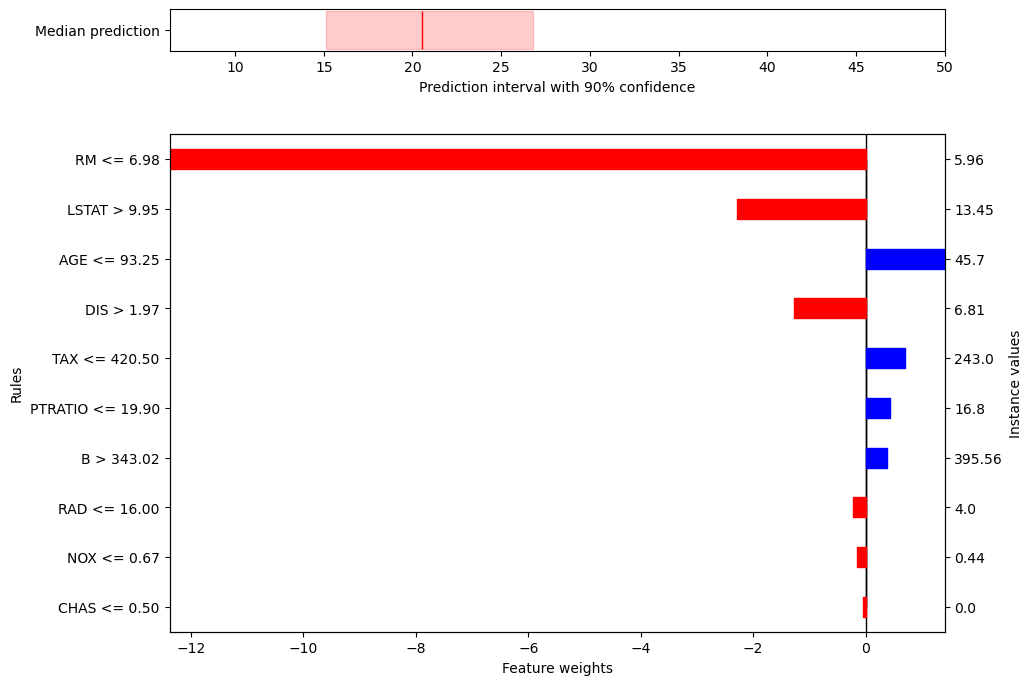 Median prediction
10 15 20 25 30 35 40 45 50
Prediction interval with 90% confidence
Rules
RM <= 6.98 5.96
LSTAT > 9.95 13.45
AGE <= 93.25 45.7
DIS > 1.97 6.81
TAX <= 420.50 243.0
PTRATIO <= 19.90 16.8
B > 343.02 395.56
RAD <= 16.00 4.0
NOX <= 0.67 0.44
CHAS <= 0.50 0.0
Instance values
−12 −10 −8 −6 −4 −2 0
Feature weights